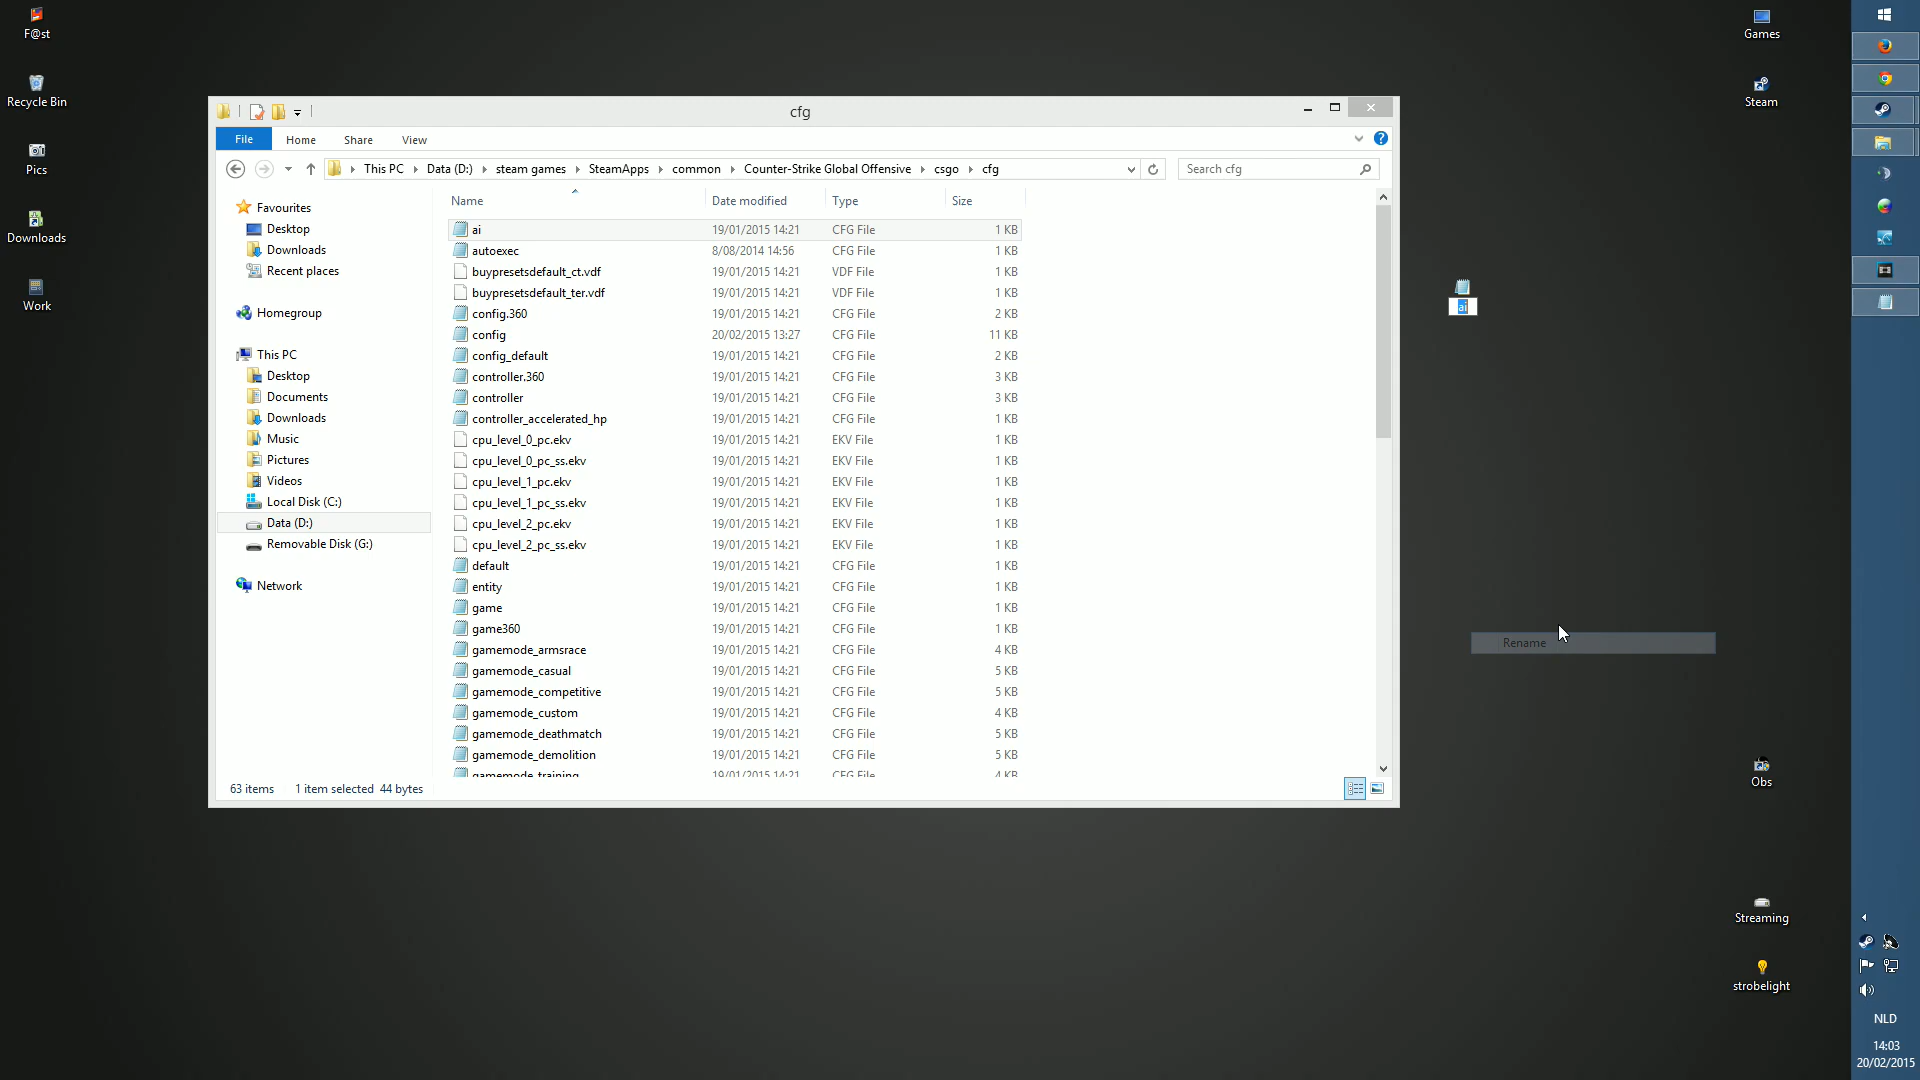 F@st
Recycle Bin
Pics
Downloads
Work
cfg
File Home Share View
This PC Data (D:) steam games SteamApps common Counter-Strike Global Offensive csgo cfg
Search cfg
Favourites
Desktop
Downloads
Recent places
Homegroup
This PC
Desktop
Documents
Downloads
Music
Pictures
Videos
Local Disk (C:)
Data (D:)
Removable Disk (G:)
Network
Name Date modified Type Size
ai 19/01/2015 14:21 CFG File 1 KB
autoexec 8/08/2014 14:56 CFG File 1 KB
buypresetsdefault_ct.vdf 19/01/2015 14:21 VDF File 1 KB
buypresetsdefault_ter.vdf 19/01/2015 14:21 VDF File 1 KB
config.360 19/01/2015 14:21 CFG File 2 KB
config 20/02/2015 13:27 CFG File 11 KB
config_default 19/01/2015 14:21 CFG File 2 KB
controller.360 19/01/2015 14:21 CFG File 3 KB
controller 19/01/2015 14:21 CFG File 3 KB
controller_accelerated_hp 19/01/2015 14:21 CFG File 1 KB
cpu_level_0_pc.ekv 19/01/2015 14:21 EKV File 1 KB
cpu_level_0_pc_ss.ekv 19/01/2015 14:21 EKV File 1 KB
cpu_level_1_pc.ekv 19/01/2015 14:21 EKV File 1 KB
cpu_level_1_pc_ss.ekv 19/01/2015 14:21 EKV File 1 KB
cpu_level_2_pc.ekv 19/01/2015 14:21 EKV File 1 KB
cpu_level_2_pc_ss.ekv 19/01/2015 14:21 EKV File 1 KB
default 19/01/2015 14:21 CFG File 1 KB
entity 19/01/2015 14:21 CFG File 1 KB
game 19/01/2015 14:21 CFG File 1 KB
game360 19/01/2015 14:21 CFG File 1 KB
gamemode_armsrace 19/01/2015 14:21 CFG File 4 KB
gamemode_casual 19/01/2015 14:21 CFG File 5 KB
gamemode_competitive 19/01/2015 14:21 CFG File 5 KB
gamemode_custom 19/01/2015 14:21 CFG File 4 KB
gamemode_deathmatch 19/01/2015 14:21 CFG File 5 KB
gamemode_demolition 19/01/2015 14:21 CFG File 5 KB
gamemode_training 19/01/2015 14:21 CFG File 4 KB
63 items 1 item selected 44 bytes
ai
Rename
Games
Steam
Obs
Streaming
strobelight
NLD
14:03
20/02/2015